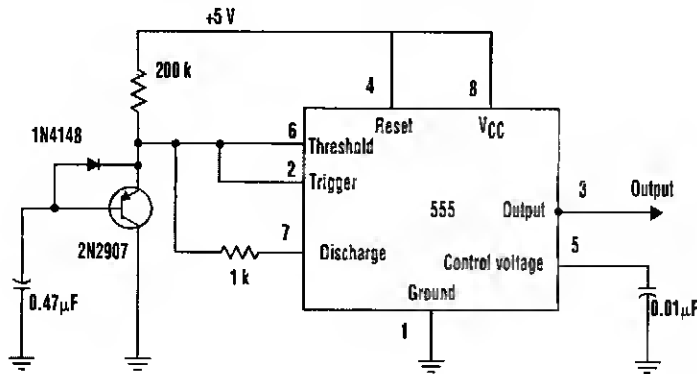 +5 V
200 k
4
8
Reset
VCC
1N4148
6
Threshold
2
Trigger
555
3
Output
Output
2N2907
7
Discharge
5
Control voltage
1 k
Ground
0.47µF
1
0.01µF